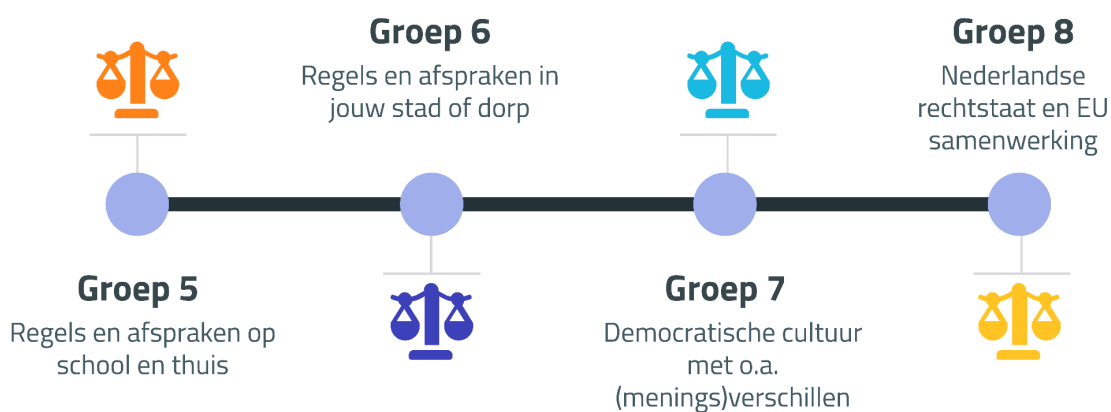 Groep 5
Regels en afspraken op
school en thuis
Groep 6
Regels en afspraken in
jouw stad of dorp
Groep 7
Democratische cultuur
met o.a.
(menings)verschillen
Groep 8
Nederlandse
rechtstaat en EU
samenwerking